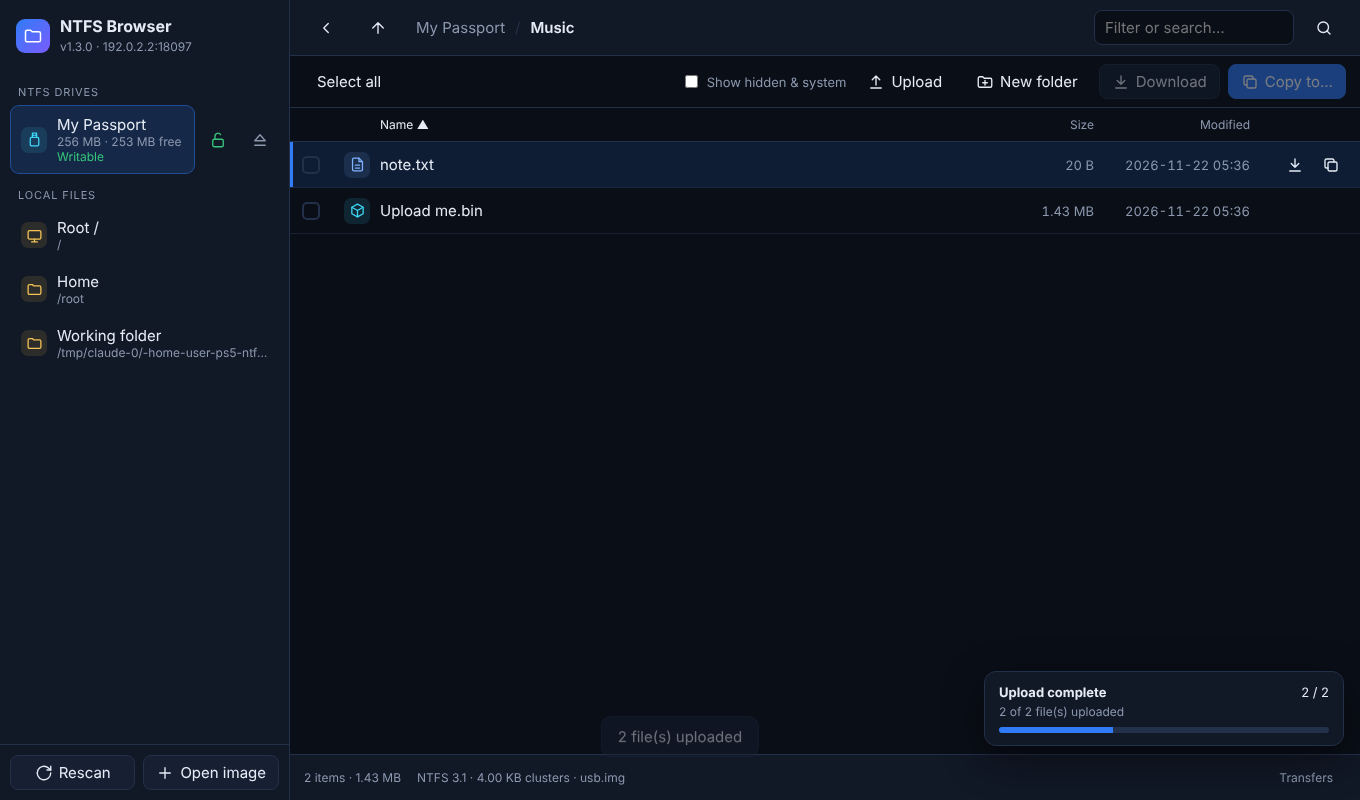 NTFS Browser
v1.3.0 · 192.0.2.2:18097
NTFS DRIVES
My Passport
256 MB · 253 MB free
Writable
LOCAL FILES
Root /
/
Home
/root
Working folder
/tmp/claude-0/-home-user-ps5-ntf...
Rescan
Open image
My Passport / Music
Filter or search...
Select all
Show hidden & system
Upload
New folder
Download
Copy to...
Name ▲ Size Modified
note.txt 20 B 2026-11-22 05:36
Upload me.bin 1.43 MB 2026-11-22 05:36
Upload complete 2 / 2
2 of 2 file(s) uploaded
2 file(s) uploaded
2 items · 1.43 MB NTFS 3.1 · 4.00 KB clusters · usb.img Transfers